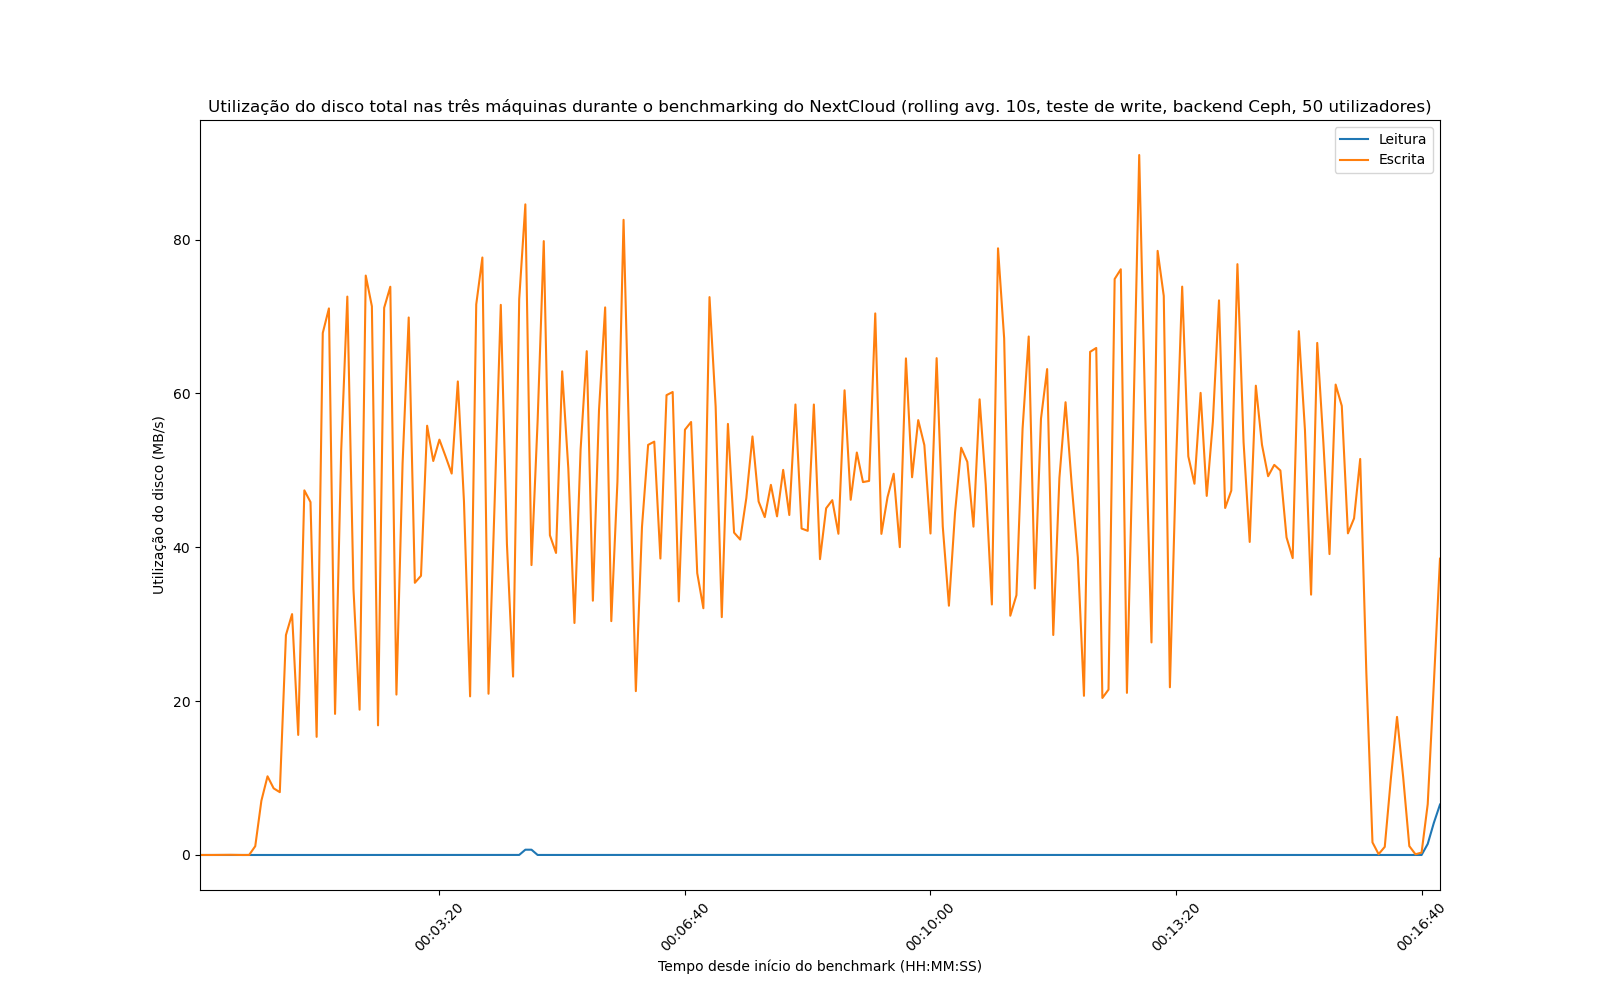 Utilização do disco total nas três máquinas durante o benchmarking do NextCloud (rolling avg. 10s, teste de write, backend Ceph, 50 utilizadores)
Leitura
Escrita
Utilização do disco (MB/s)
80
60
40
20
0
00:03:20
00:06:40
00:10:00
00:13:20
00:16:40
Tempo desde início do benchmark (HH:MM:SS)